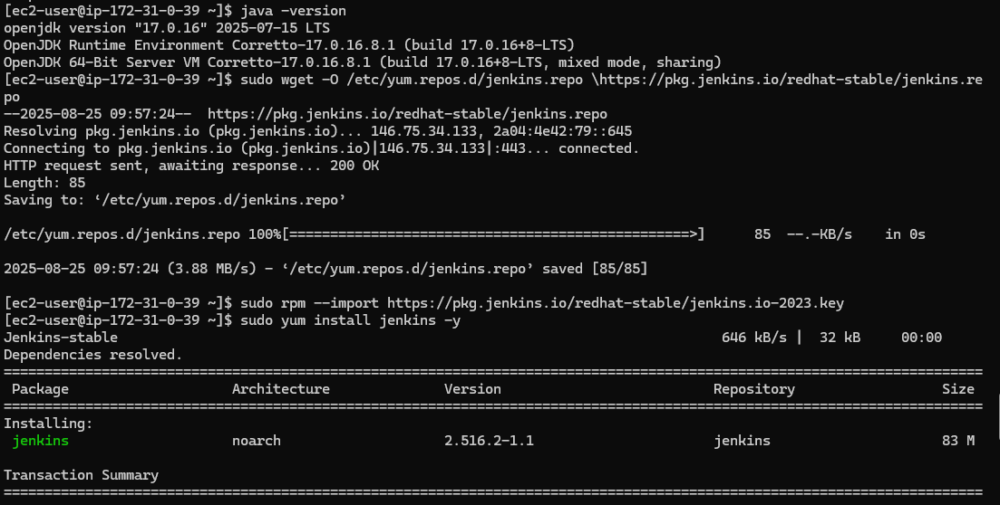 [ec2-user@ip-172-31-0-39 ~]$ java -version
openjdk version "17.0.16" 2025-07-15 LTS
OpenJDK Runtime Environment Corretto-17.0.16.8.1 (build 17.0.16+8-LTS)
OpenJDK 64-Bit Server VM Corretto-17.0.16.8.1 (build 17.0.16+8-LTS, mixed mode, sharing)
[ec2-user@ip-172-31-0-39 ~]$ sudo wget -O /etc/yum.repos.d/jenkins.repo \https://pkg.jenkins.io/redhat-stable/jenkins.re
po
--2025-08-25 09:57:24--  https://pkg.jenkins.io/redhat-stable/jenkins.repo
Resolving pkg.jenkins.io (pkg.jenkins.io)... 146.75.34.133, 2a04:4e42:79::645
Connecting to pkg.jenkins.io (pkg.jenkins.io)|146.75.34.133|:443... connected.
HTTP request sent, awaiting response... 200 OK
Length: 85
Saving to: ‘/etc/yum.repos.d/jenkins.repo’
/etc/yum.repos.d/jenkins.repo 100%[==================================================>]      85  --.-KB/s    in 0s
2025-08-25 09:57:24 (3.88 MB/s) - ‘/etc/yum.repos.d/jenkins.repo’ saved [85/85]
[ec2-user@ip-172-31-0-39 ~]$ sudo rpm --import https://pkg.jenkins.io/redhat-stable/jenkins.io-2023.key
[ec2-user@ip-172-31-0-39 ~]$ sudo yum install jenkins -y
Jenkins-stable                                                                          646 kB/s |  32 kB     00:00
Dependencies resolved.
========================================================================================================================
 Package                    Architecture              Version                          Repository                  Size
========================================================================================================================
Installing:
 jenkins                    noarch                    2.516.2-1.1                      jenkins                     83 M
Transaction Summary
========================================================================================================================